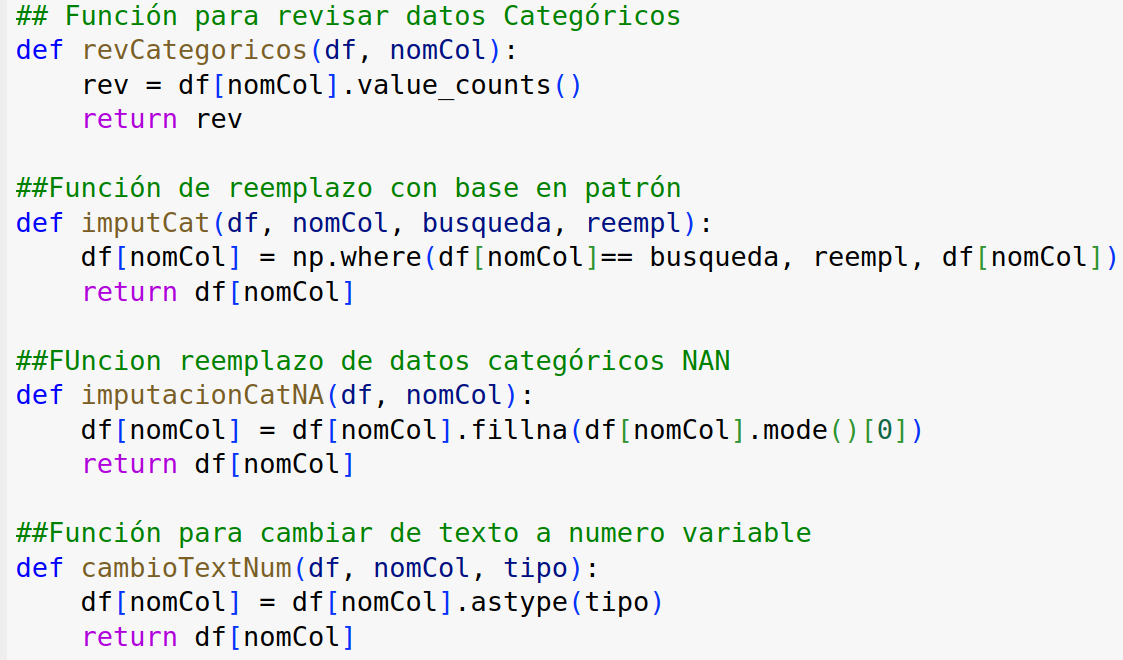 ## Función para revisar datos Categóricos
def revCategoricos(df, nomCol):
    rev = df[nomCol].value_counts()
    return rev

##Función de reemplazo con base en patrón
def imputCat(df, nomCol, busqueda, reempl):
    df[nomCol] = np.where(df[nomCol]== busqueda, reempl, df[nomCol])
    return df[nomCol]

##FUncion reemplazo de datos categóricos NAN
def imputacionCatNA(df, nomCol):
    df[nomCol] = df[nomCol].fillna(df[nomCol].mode()[0])
    return df[nomCol]

##Función para cambiar de texto a numero variable
def cambioTextNum(df, nomCol, tipo):
    df[nomCol] = df[nomCol].astype(tipo)
    return df[nomCol]